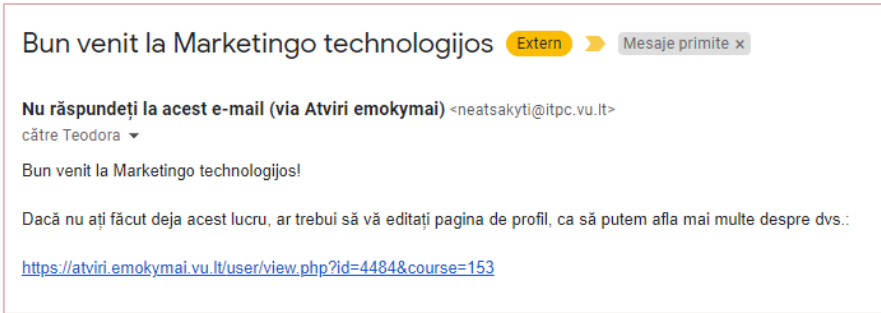 Bun venit la Marketingo technologijos Extern Mesaje primite x
Nu răspundeți la acest e-mail (via Atviri emokymai) <neatsakyti@itpc.vu.lt>
către Teodora
Bun venit la Marketingo technologijos!
Dacă nu ați făcut deja acest lucru, ar trebui să vă editați pagina de profil, ca să putem afla mai multe despre dvs.:
https://atviri.emokymai.vu.lt/user/view.php?id=4484&course=153